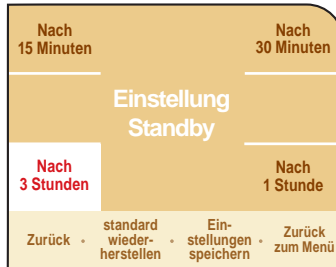 Nach
15 Minuten
Nach
30 Minuten
Einstellung
Standby
Nach
3 Stunden
Nach
1 Stunde
Zurück
standard
wieder-
herstellen
Ein-
stellungen
speichern
Zurück
zum Menü